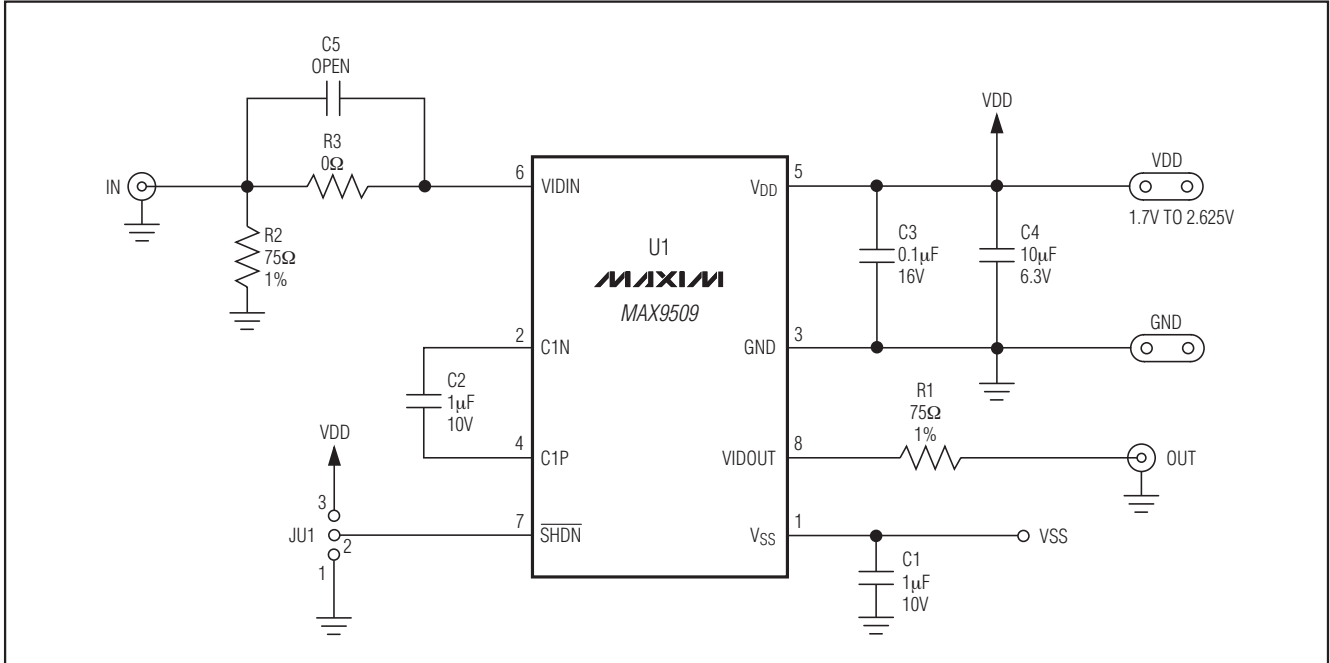 C5
OPEN
R3
0Ω
IN
R2
75Ω
1%
6
VIDIN
2
C1N
C2
1µF
10V
4
C1P
VDD
3
JU1
2
1
7
SHDN
U1
MAXIM
MAX9509
5
VDD
3
GND
8
VIDOUT
1
VSS
C3
0.1µF
16V
VDD
C4
10µF
6.3V
VDD
1.7V TO 2.625V
GND
R1
75Ω
1%
OUT
VSS
C1
1µF
10V